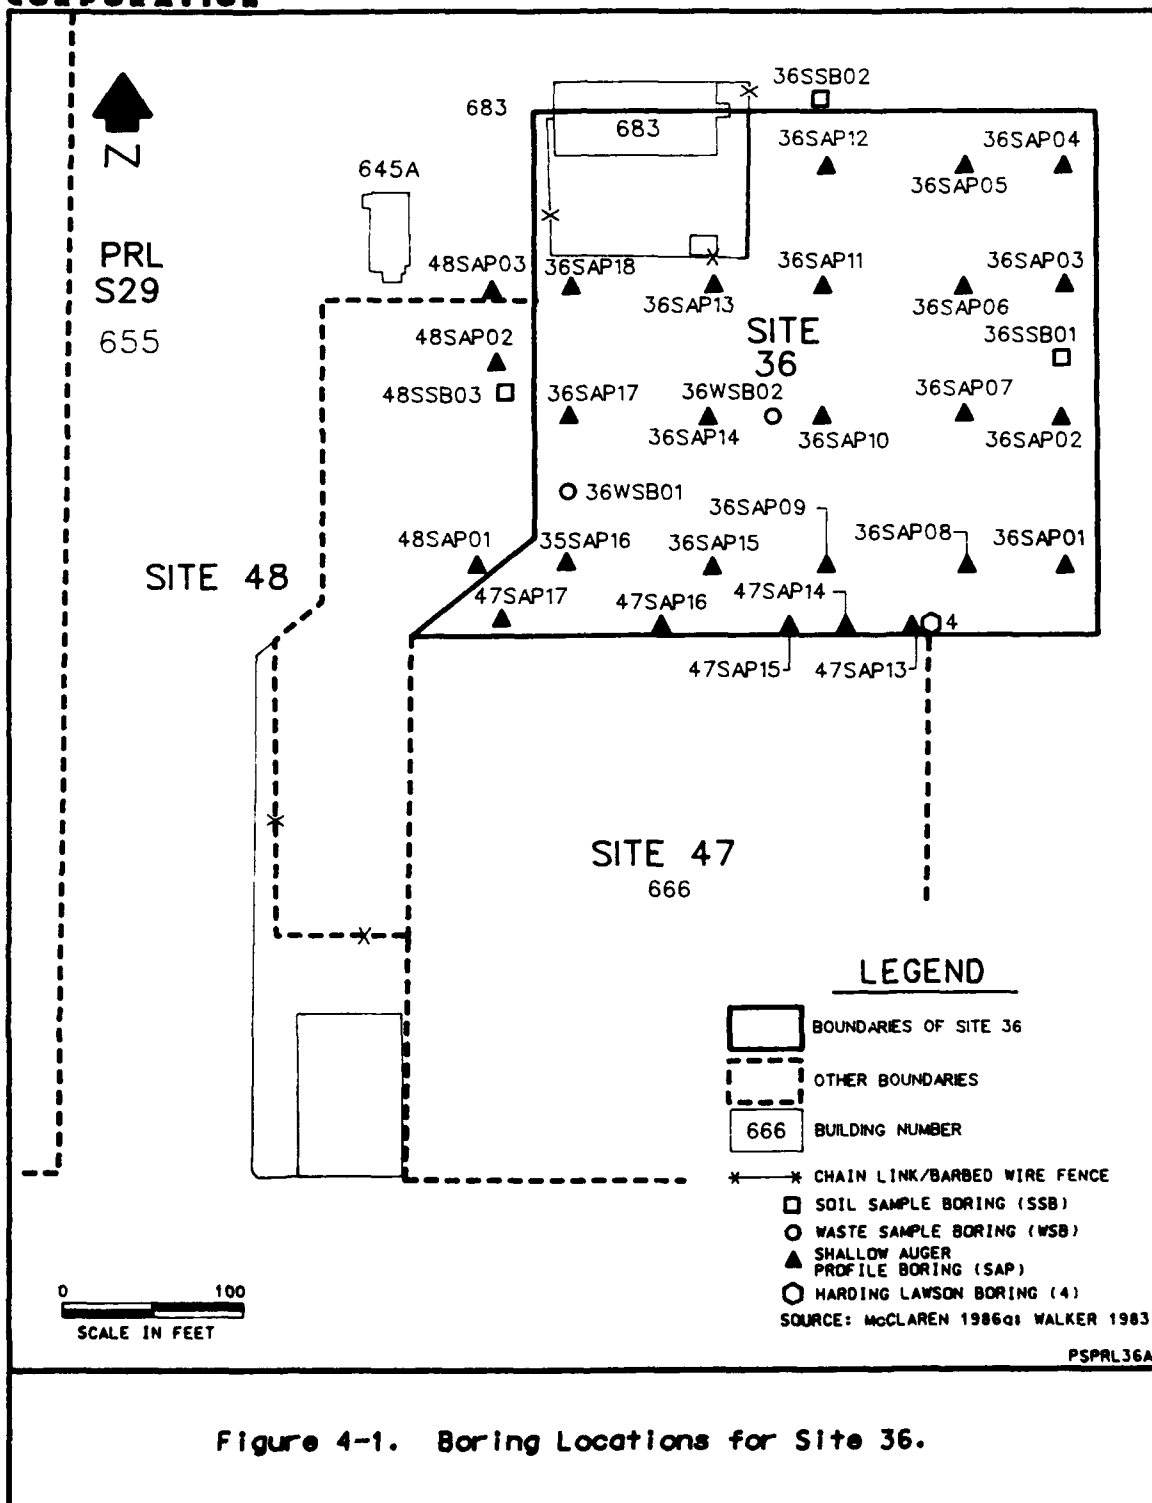 CORPORATION
N
PRL
S29
655
683
683
645A
36SSB02
36SAP12
36SAP04
36SAP05
48SAP03
36SAP18
36SAP13
36SAP11
36SAP03
36SAP06
SITE
36
36SSB01
48SAP02
48SSB03
36SAP17
36WSB02
36SAP14
36SAP10
36SAP07
36SAP02
36WSB01
36SAP09
36SAP08
36SAP01
48SAP01
35SAP16
36SAP15
SITE 48
47SAP17
47SAP16
47SAP14
4
47SAP15
47SAP13
SITE 47
666
LEGEND
BOUNDARIES OF SITE 36
OTHER BOUNDARIES
666 BUILDING NUMBER
CHAIN LINK/BARBED WIRE FENCE
SOIL SAMPLE BORING (SSB)
WASTE SAMPLE BORING (WSB)
SHALLOW AUGER
PROFILE BORING (SAP)
HARDING LAWSON BORING (4)
SOURCE: McCLAREN 1986a; WALKER 1983
0 100
SCALE IN FEET
PSPRL36A
Figure 4-1. Boring Locations for Site 36.